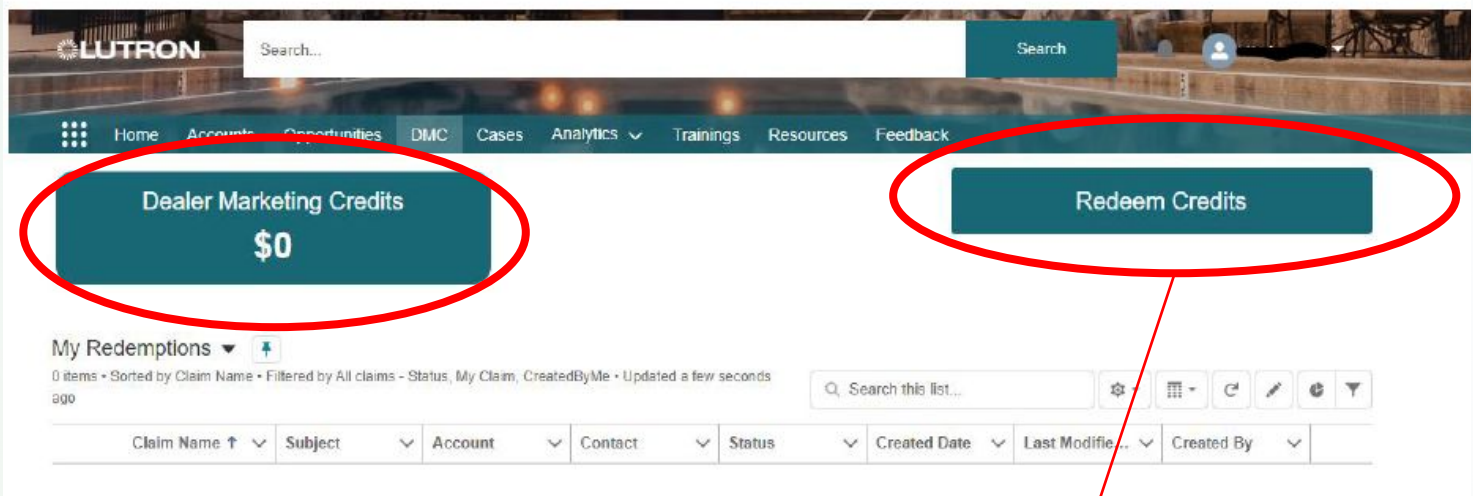 LUTRON
Search...
Search
Home Accounts Opportunities DMC Cases Analytics Trainings Resources Feedback
Dealer Marketing Credits
$0
Redeem Credits
My Redemptions
0 items • Sorted by Claim Name • Filtered by All claims - Status, My Claim, CreatedByMe • Updated a few seconds
ago
Search this list...
Claim Name Subject Account Contact Status Created Date Last Modifie... Created By